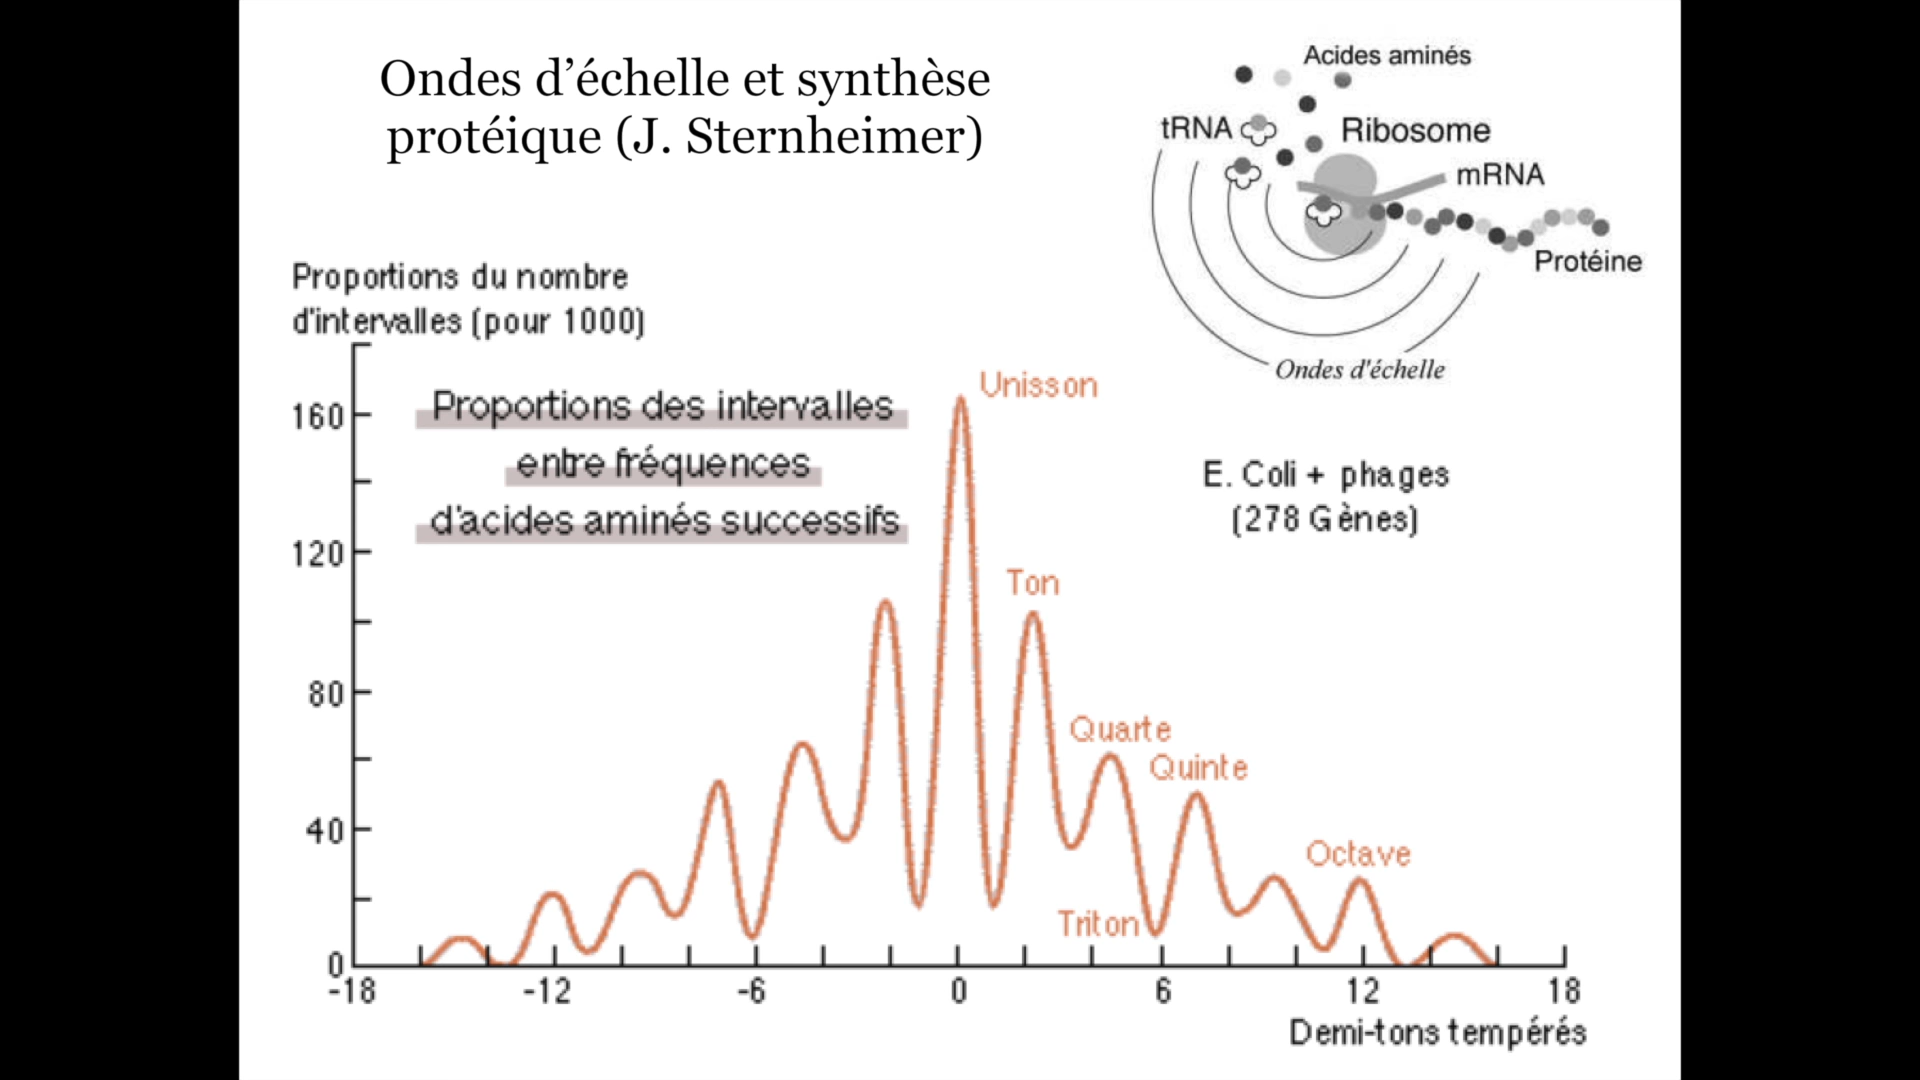 Ondes d’échelle et synthèse
protéique (J. Sternheimer)
Acides aminés
tRNA
Ribosome
mRNA
Protéine
Ondes d'échelle
Proportions du nombre
d'intervalles (pour 1000)
Proportions des intervalles
entre fréquences
d'acides aminés successifs
E. Coli + phages
(278 Gènes)
Unisson
Ton
Quarte
Quinte
Octave
Triton
160
120
80
40
0
-18 -12 -6 0 6 12 18
Demi-tons tempérés